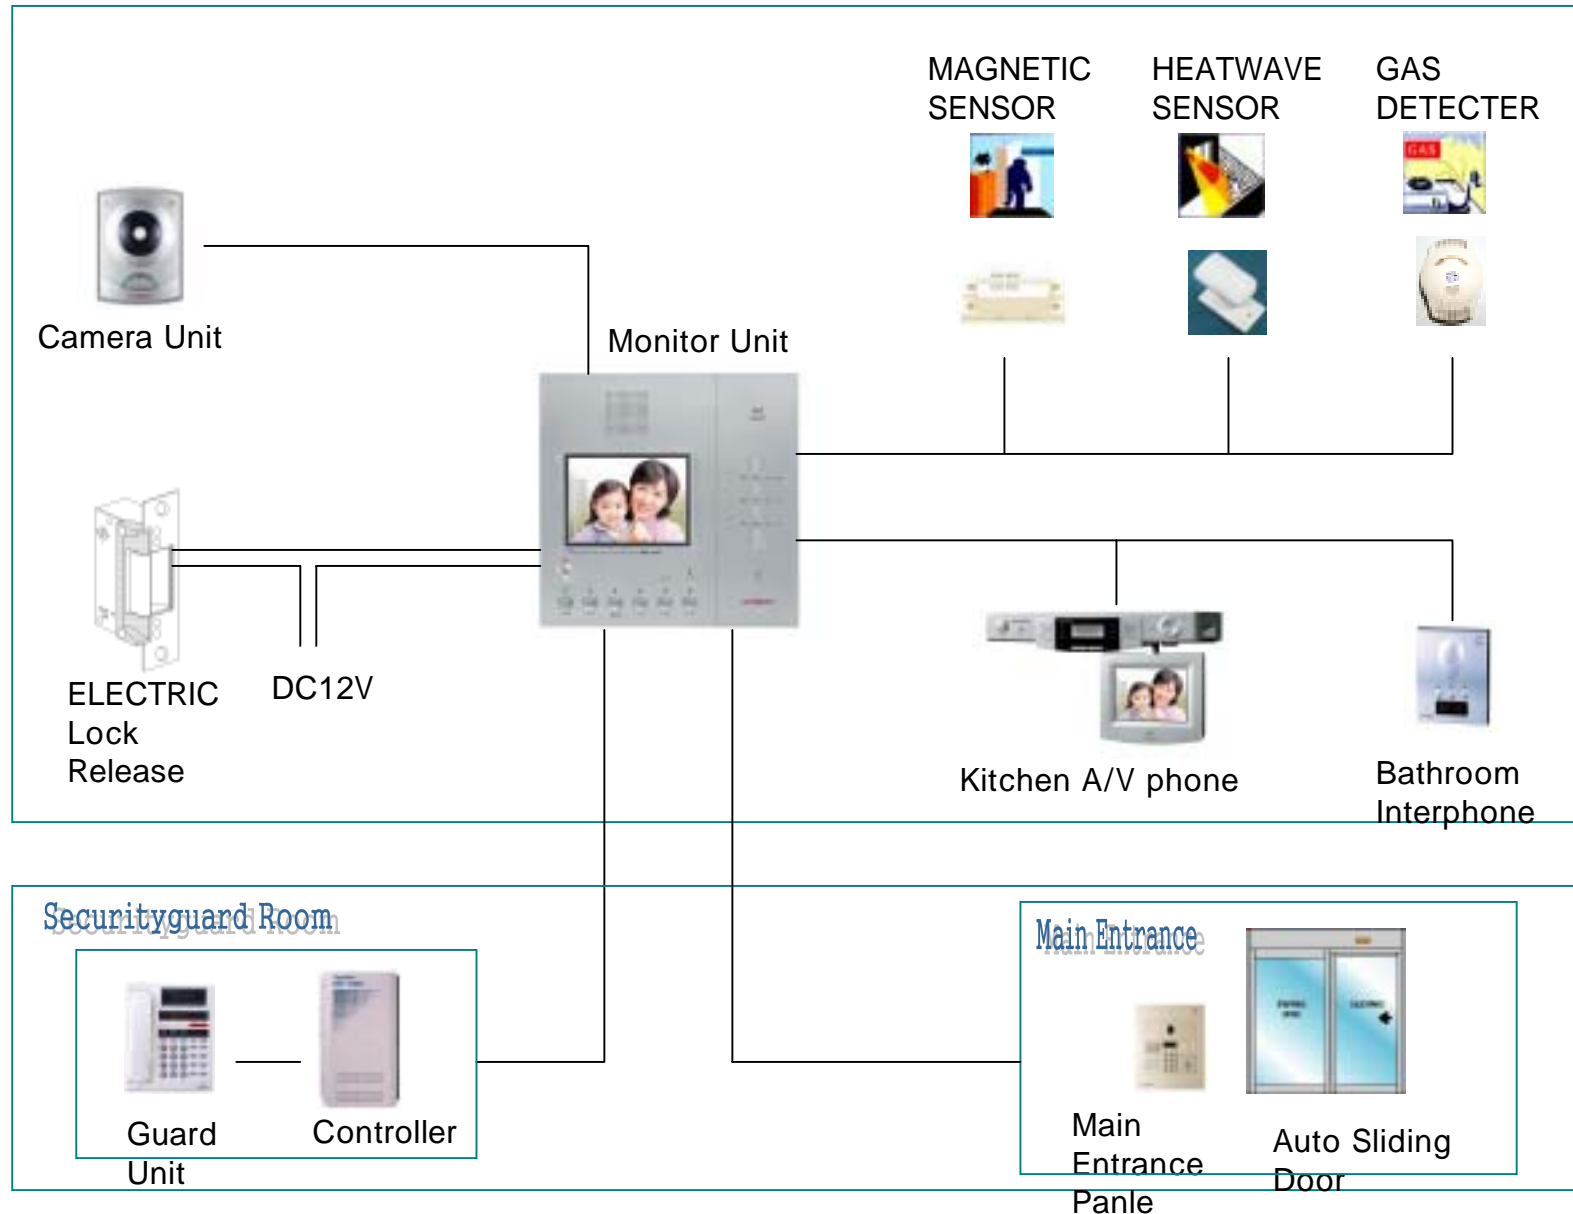 MAGNETIC
SENSOR
HEATWAVE
SENSOR
GAS
DETECTER
GAS
Camera Unit
Monitor Unit
ELECTRIC
Lock
Release
DC12V
Kitchen A/V phone
Bathroom
Interphone
Securityguard Room
Main Entrance
Guard
Unit
Controller
Main
Entrance
Panle
Auto Sliding
Door